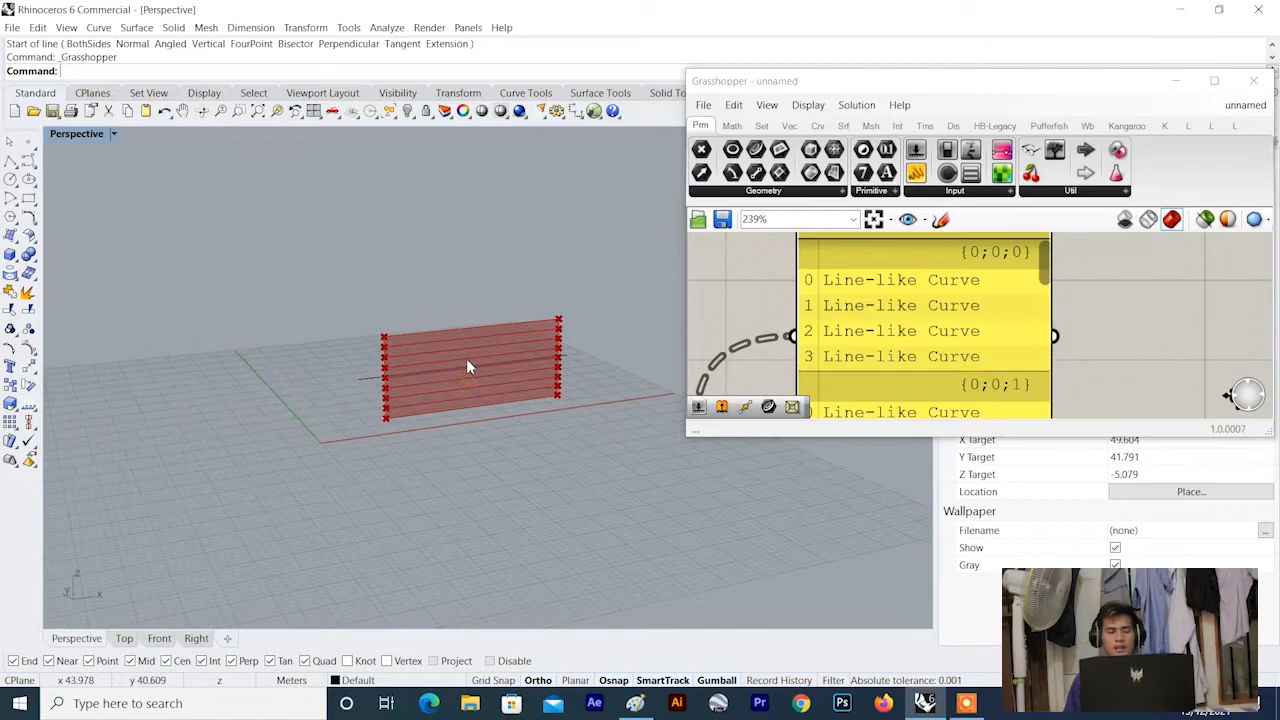 Rhinoceros 6 Commercial - [Perspective]
File Edit View Curve Surface Solid Mesh Dimension Transform Tools Analyze Render Panels Help
Start of line ( BothSides Normal Angled Vertical FourPoint Bisector Perpendicular Tangent Extension )
Command: _Grasshopper
Command:
Standard CPlanes Set View Display Select Viewport Layout Visibility Transform Curve Tools Surface Tools Solid To
Perspective
Grasshopper - unnamed
File Edit View Display Solution Help unnamed
Prm Math Set Vec Crv Srf Msh Int Trns Dis HB-Legacy Pufferfish Wb Kangaroo K L L L
Geometry Primitive Input Util
239%
{0;0;0}
0 Line-like Curve
1 Line-like Curve
2 Line-like Curve
3 Line-like Curve
{0;0;1}
Line-like Curve
... 1.0.0007
X Target 49.604
Y Target 41.791
Z Target -5.079
Location Place...
Wallpaper
Filename (none) ...
Show
Gray
z
y x
Perspective Top Front Right
End Near Point Mid Cen Int Perp Tan Quad Knot Vertex Project Disable
CPlane x 43.978 y 40.609 z Meters Default Grid Snap Ortho Planar Osnap SmartTrack Gumball Record History Filter Absolute tolerance: 0.001
Type here to search